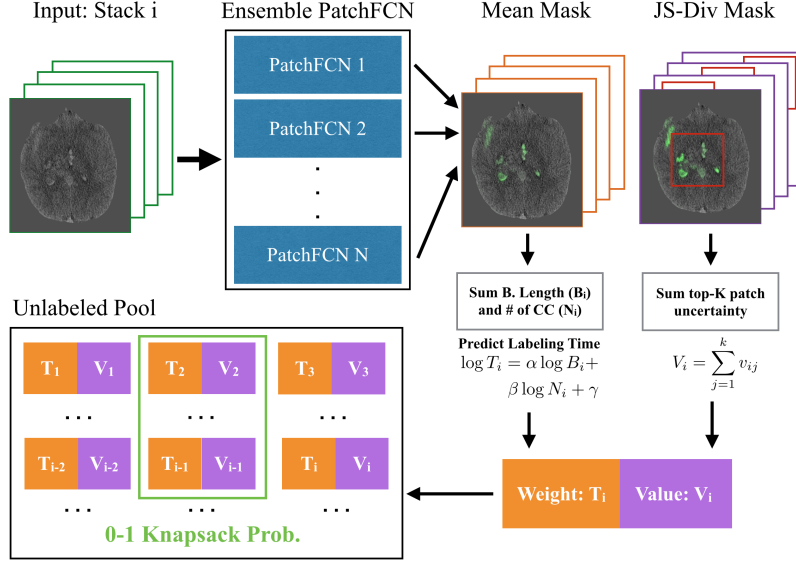 Input: Stack i
Ensemble PatchFCN
Mean Mask
JS-Div Mask
PatchFCN 1
PatchFCN 2
.
.
.
PatchFCN N
Sum B. Length (Bᵢ)
and # of CC (Nᵢ)
Sum top-K patch
uncertainty
Predict Labeling Time
log Tᵢ = α log Bᵢ+
β log Nᵢ + γ
Vᵢ = ∑ᵏⱼ₌₁ vᵢⱼ
Weight: Tᵢ
Value: Vᵢ
Unlabeled Pool
T₁ V₁ T₂ V₂ T₃ V₃
... ... ...
Tᵢ₋₂ Vᵢ₋₂ Tᵢ₋₁ Vᵢ₋₁ Tᵢ Vᵢ
... ... ...
0-1 Knapsack Prob.